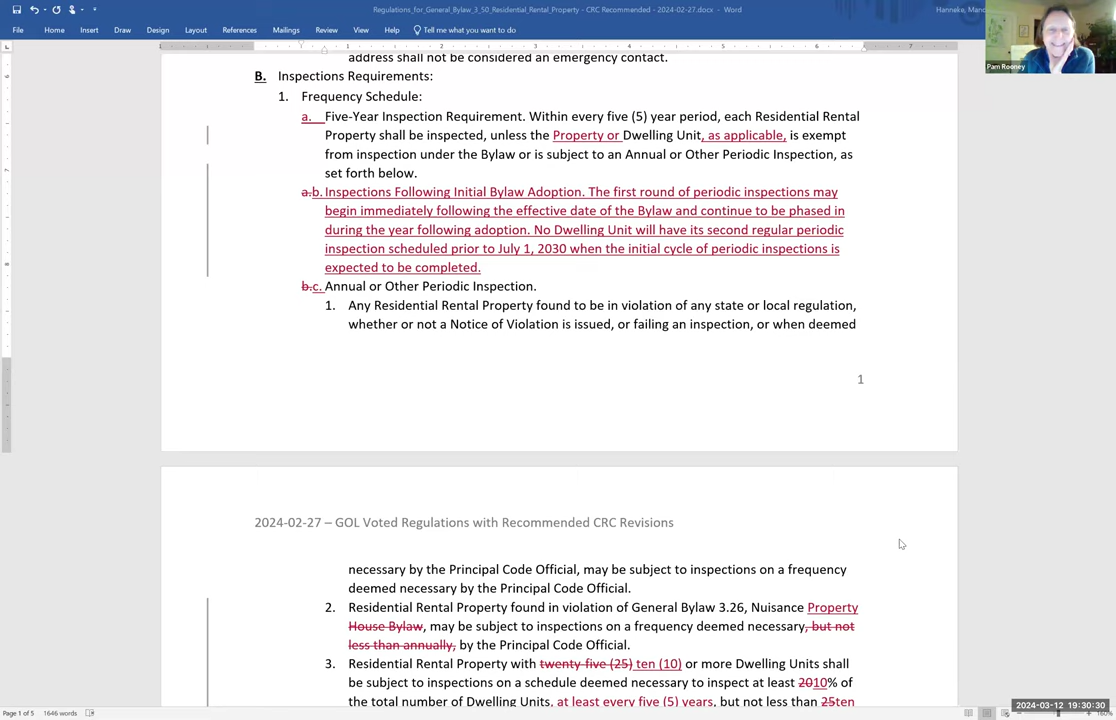 Regulations_for_General_Bylaw_3_50_Residential_Rental_Property - CRC Recommended - 2024-02-27.docx - Word
Hanneke, Manc
File Home Insert Draw Design Layout References Mailings Review View Help Tell me what you want to do
Pam Rooney
1 1 2 3 4 5 6 7
address shall not be considered an emergency contact.
B. Inspections Requirements:
1. Frequency Schedule:
a. Five-Year Inspection Requirement. Within every five (5) year period, each Residential Rental
Property shall be inspected, unless the Property or Dwelling Unit, as applicable, is exempt
from inspection under the Bylaw or is subject to an Annual or Other Periodic Inspection, as
set forth below.
a.b. Inspections Following Initial Bylaw Adoption. The first round of periodic inspections may
begin immediately following the effective date of the Bylaw and continue to be phased in
during the year following adoption. No Dwelling Unit will have its second regular periodic
inspection scheduled prior to July 1, 2030 when the initial cycle of periodic inspections is
expected to be completed.
b.c. Annual or Other Periodic Inspection.
1. Any Residential Rental Property found to be in violation of any state or local regulation,
whether or not a Notice of Violation is issued, or failing an inspection, or when deemed
1
2024-02-27 – GOL Voted Regulations with Recommended CRC Revisions
necessary by the Principal Code Official, may be subject to inspections on a frequency
deemed necessary by the Principal Code Official.
2. Residential Rental Property found in violation of General Bylaw 3.26, Nuisance Property
House Bylaw, may be subject to inspections on a frequency deemed necessary, but not
less than annually, by the Principal Code Official.
3. Residential Rental Property with twenty-five (25) ten (10) or more Dwelling Units shall
be subject to inspections on a schedule deemed necessary to inspect at least 2010% of
the total number of Dwelling Units, at least every five (5) years, but not less than 25ten
Page 1 of 5 1646 words
2024-03-12 19:30:30
160%